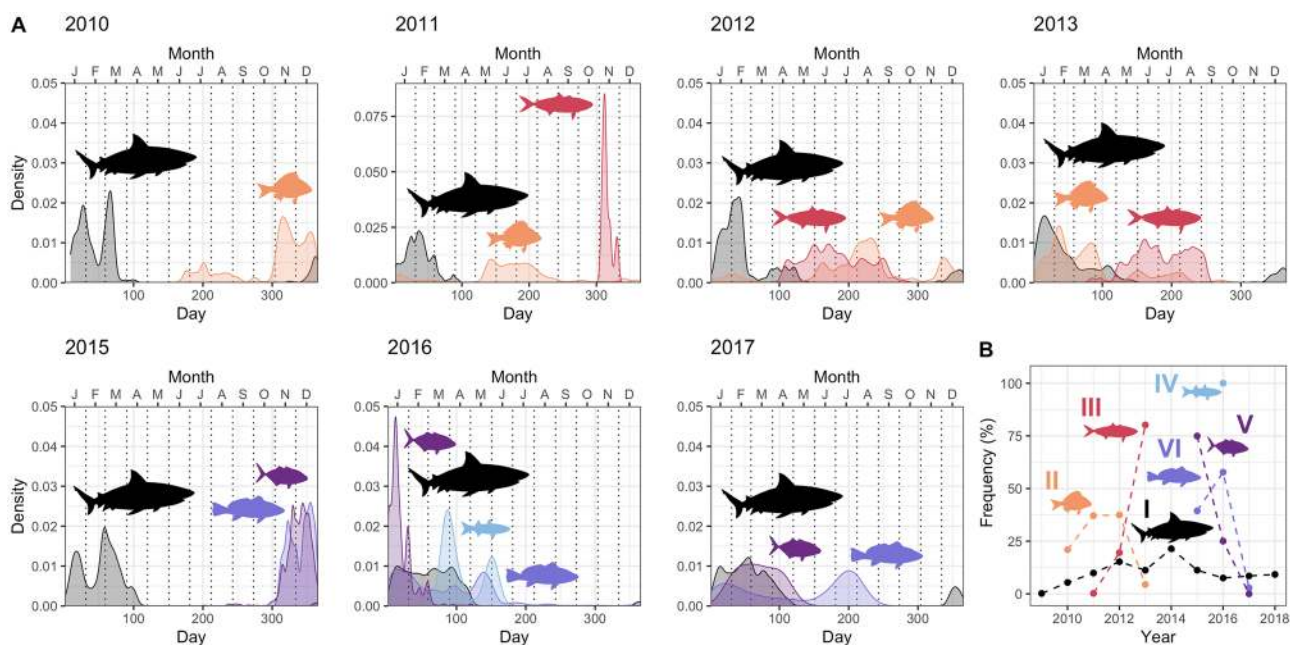 A
2010
2011
2012
2013
Month
Month
Month
Month
J F M A M J J A S O N D
J F M A M J J A S O N D
J F M A M J J A S O N D
J F M A M J J A S O N D
Density
0.05
0.04
0.03
0.02
0.01
0.00
0.075
0.050
0.025
0.000
0.05
0.04
0.03
0.02
0.01
0.00
0.05
0.04
0.03
0.02
0.01
0.00
100 200 300
100 200 300
100 200 300
100 200 300
Day
Day
Day
Day
2015
2016
2017
B
Month
Month
Month
J F M A M J J A S O N D
J F M A M J J A S O N D
J F M A M J J A S O N D
Density
0.05
0.04
0.03
0.02
0.01
0.00
0.05
0.04
0.03
0.02
0.01
0.00
0.05
0.04
0.03
0.02
0.01
0.00
100 200 300
100 200 300
100 200 300
Day
Day
Day
Frequency (%)
100
75
50
25
0
IV
III
V
VI
II
I
2010 2012 2014 2016 2018
Year